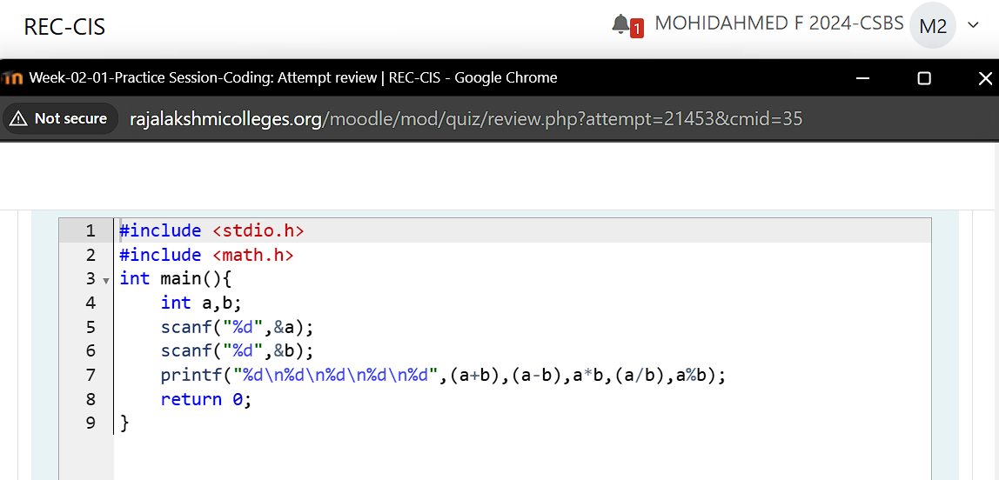 REC-CIS
1 MOHIDAHMED F 2024-CSBS M2
Week-02-01-Practice Session-Coding: Attempt review | REC-CIS - Google Chrome
Not secure rajalakshmicolleges.org/moodle/mod/quiz/review.php?attempt=21453&cmid=35
1 #include <stdio.h>
2 #include <math.h>
3 int main(){
4     int a,b;
5     scanf("%d",&a);
6     scanf("%d",&b);
7     printf("%d\n%d\n%d\n%d\n%d",(a+b),(a-b),a*b,(a/b),a%b);
8     return 0;
9 }